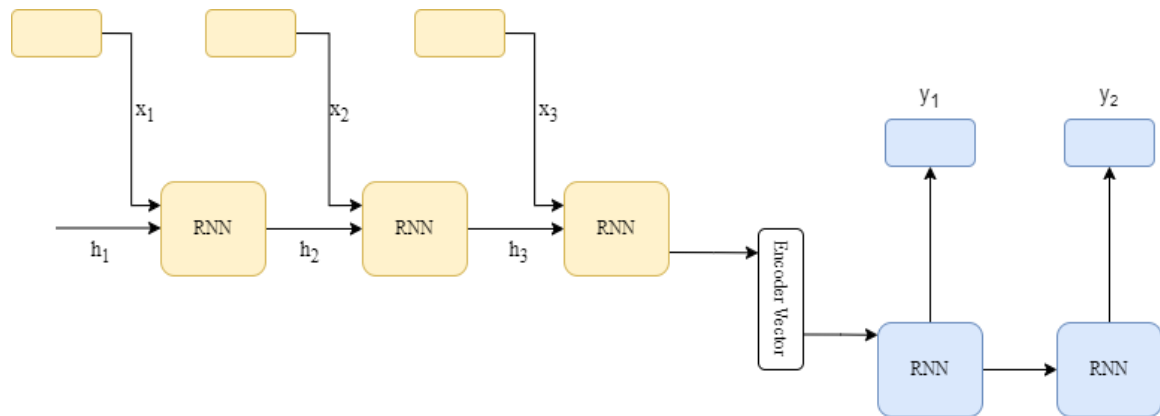 x₁
x₂
x₃
y₁
y₂
RNN
RNN
RNN
h₁
h₂
h₃
Encoder Vector
RNN
RNN